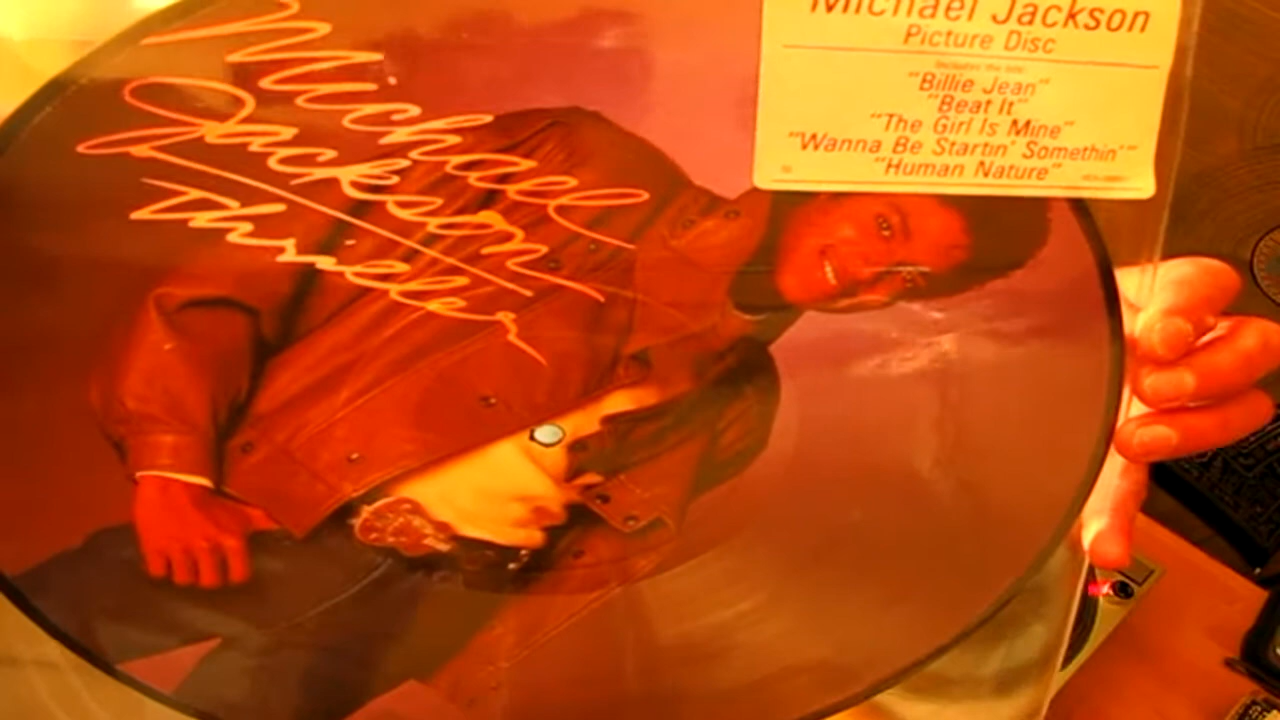 Michael
Jackson
Thriller
Michael Jackson
Picture Disc
"Billie Jean"
"Beat It"
"The Girl Is Mine"
"Wanna Be Startin' Somethin'"
"Human Nature"